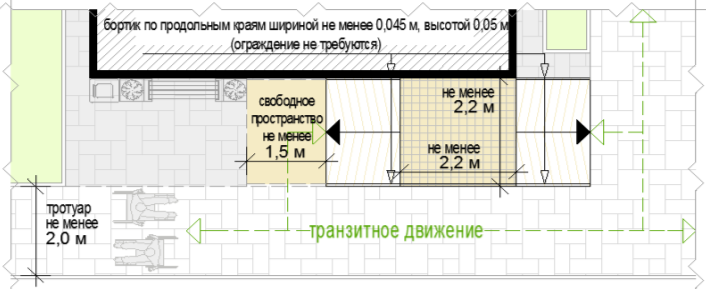 бортик по продольным краям шириной не менее 0,045 м, высотой 0,05 м
(ограждение не требуются)
свободное
пространство
не менее
1,5 м
не менее
2,2 м
не менее
2,2 м
тротуар
не менее
2,0 м
транзитное движение